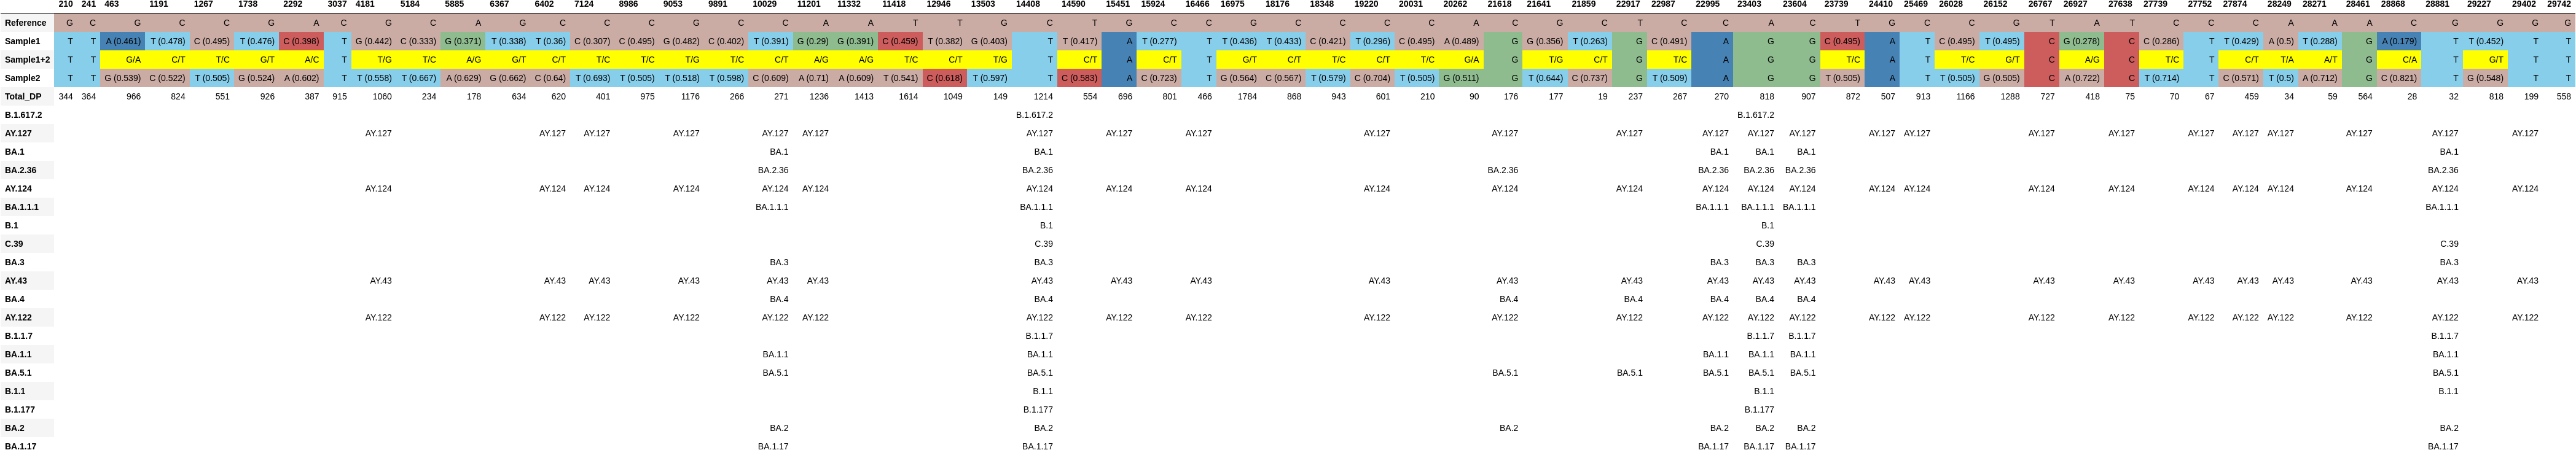 210 241 463 1191 1267 1738 2292 3037 4181 5184 5885 6367 6402 7124 8986 9053 9891 10029 11201 11332 11418 12946 13503 14408 14590 15451 15924 16466 16975 18176 18348 19220 20031 20262 21618 21641 21859 22917 22987 22995 23403 23604 23739 24410 25469 26028 26152 26767 26927 27638 27739 27752 27874 28249 28271 28461 28868 28881 29227 29402 29742
Reference G C G C C G A C G C A G C C C G C C A A T T G C T G C C G C C C C A C G C T C C A C T G C C G T A T C C C A A A C G G G G
Sample1 T T A (0.461) T (0.478) C (0.495) T (0.476) C (0.398) T G (0.442) C (0.333) G (0.371) T (0.338) T (0.36) C (0.307) C (0.495) G (0.482) C (0.402) T (0.391) G (0.29) G (0.391) C (0.459) T (0.382) G (0.403) T T (0.417) A T (0.277) T T (0.436) T (0.433) C (0.421) T (0.296) C (0.495) A (0.489) G G (0.356) T (0.263) G C (0.491) A G G C (0.495) A T C (0.495) T (0.495) C G (0.278) C C (0.286) T T (0.429) A (0.5) T (0.288) G A (0.179) T T (0.452) T T
Sample1+2 T T G/A C/T T/C G/T A/C T T/G T/C A/G G/T C/T T/C T/C T/G T/C C/T A/G A/G T/C C/T T/G T C/T A C/T T G/T C/T T/C C/T T/C G/A G T/G C/T G T/C A G G T/C A T T/C G/T C A/G C T/C T C/T T/A A/T G C/A T G/T T T
Sample2 T T G (0.539) C (0.522) T (0.505) G (0.524) A (0.602) T T (0.558) T (0.667) A (0.629) G (0.662) C (0.64) T (0.693) T (0.505) T (0.518) T (0.598) C (0.609) A (0.71) A (0.609) T (0.541) C (0.618) T (0.597) T C (0.583) A C (0.723) T G (0.564) C (0.567) T (0.579) C (0.704) T (0.505) G (0.511) G T (0.644) C (0.737) G T (0.509) A G G T (0.505) A T T (0.505) G (0.505) C A (0.722) C T (0.714) T C (0.571) T (0.5) A (0.712) G C (0.821) T G (0.548) T T
Total_DP 344 364 966 824 551 926 387 915 1060 234 178 634 620 401 975 1176 266 271 1236 1413 1614 1049 149 1214 554 696 801 466 1784 868 943 601 210 90 176 177 19 237 267 270 818 907 872 507 913 1166 1288 727 418 75 70 67 459 34 59 564 28 32 818 199 558
B.1.617.2 B.1.617.2 B.1.617.2
AY.127 AY.127 AY.127 AY.127 AY.127 AY.127 AY.127 AY.127 AY.127 AY.127 AY.127 AY.127 AY.127 AY.127 AY.127 AY.127 AY.127 AY.127 AY.127 AY.127 AY.127 AY.127 AY.127 AY.127 AY.127 AY.127
BA.1 BA.1 BA.1 BA.1 BA.1 BA.1 BA.1
BA.2.36 BA.2.36 BA.2.36 BA.2.36 BA.2.36 BA.2.36 BA.2.36 BA.2.36
AY.124 AY.124 AY.124 AY.124 AY.124 AY.124 AY.124 AY.124 AY.124 AY.124 AY.124 AY.124 AY.124 AY.124 AY.124 AY.124 AY.124 AY.124 AY.124 AY.124 AY.124 AY.124 AY.124 AY.124 AY.124 AY.124
BA.1.1.1 BA.1.1.1 BA.1.1.1 BA.1.1.1 BA.1.1.1 BA.1.1.1 BA.1.1.1
B.1 B.1 B.1
C.39 C.39 C.39 C.39
BA.3 BA.3 BA.3 BA.3 BA.3 BA.3 BA.3
AY.43 AY.43 AY.43 AY.43 AY.43 AY.43 AY.43 AY.43 AY.43 AY.43 AY.43 AY.43 AY.43 AY.43 AY.43 AY.43 AY.43 AY.43 AY.43 AY.43 AY.43 AY.43 AY.43 AY.43 AY.43 AY.43
BA.4 BA.4 BA.4 BA.4 BA.4 BA.4 BA.4 BA.4
AY.122 AY.122 AY.122 AY.122 AY.122 AY.122 AY.122 AY.122 AY.122 AY.122 AY.122 AY.122 AY.122 AY.122 AY.122 AY.122 AY.122 AY.122 AY.122 AY.122 AY.122 AY.122 AY.122 AY.122 AY.122 AY.122
B.1.1.7 B.1.1.7 B.1.1.7 B.1.1.7 B.1.1.7
BA.1.1 BA.1.1 BA.1.1 BA.1.1 BA.1.1 BA.1.1 BA.1.1
BA.5.1 BA.5.1 BA.5.1 BA.5.1 BA.5.1 BA.5.1 BA.5.1 BA.5.1 BA.5.1
B.1.1 B.1.1 B.1.1 B.1.1
B.1.177 B.1.177 B.1.177
BA.2 BA.2 BA.2 BA.2 BA.2 BA.2 BA.2 BA.2
BA.1.17 BA.1.17 BA.1.17 BA.1.17 BA.1.17 BA.1.17 BA.1.17